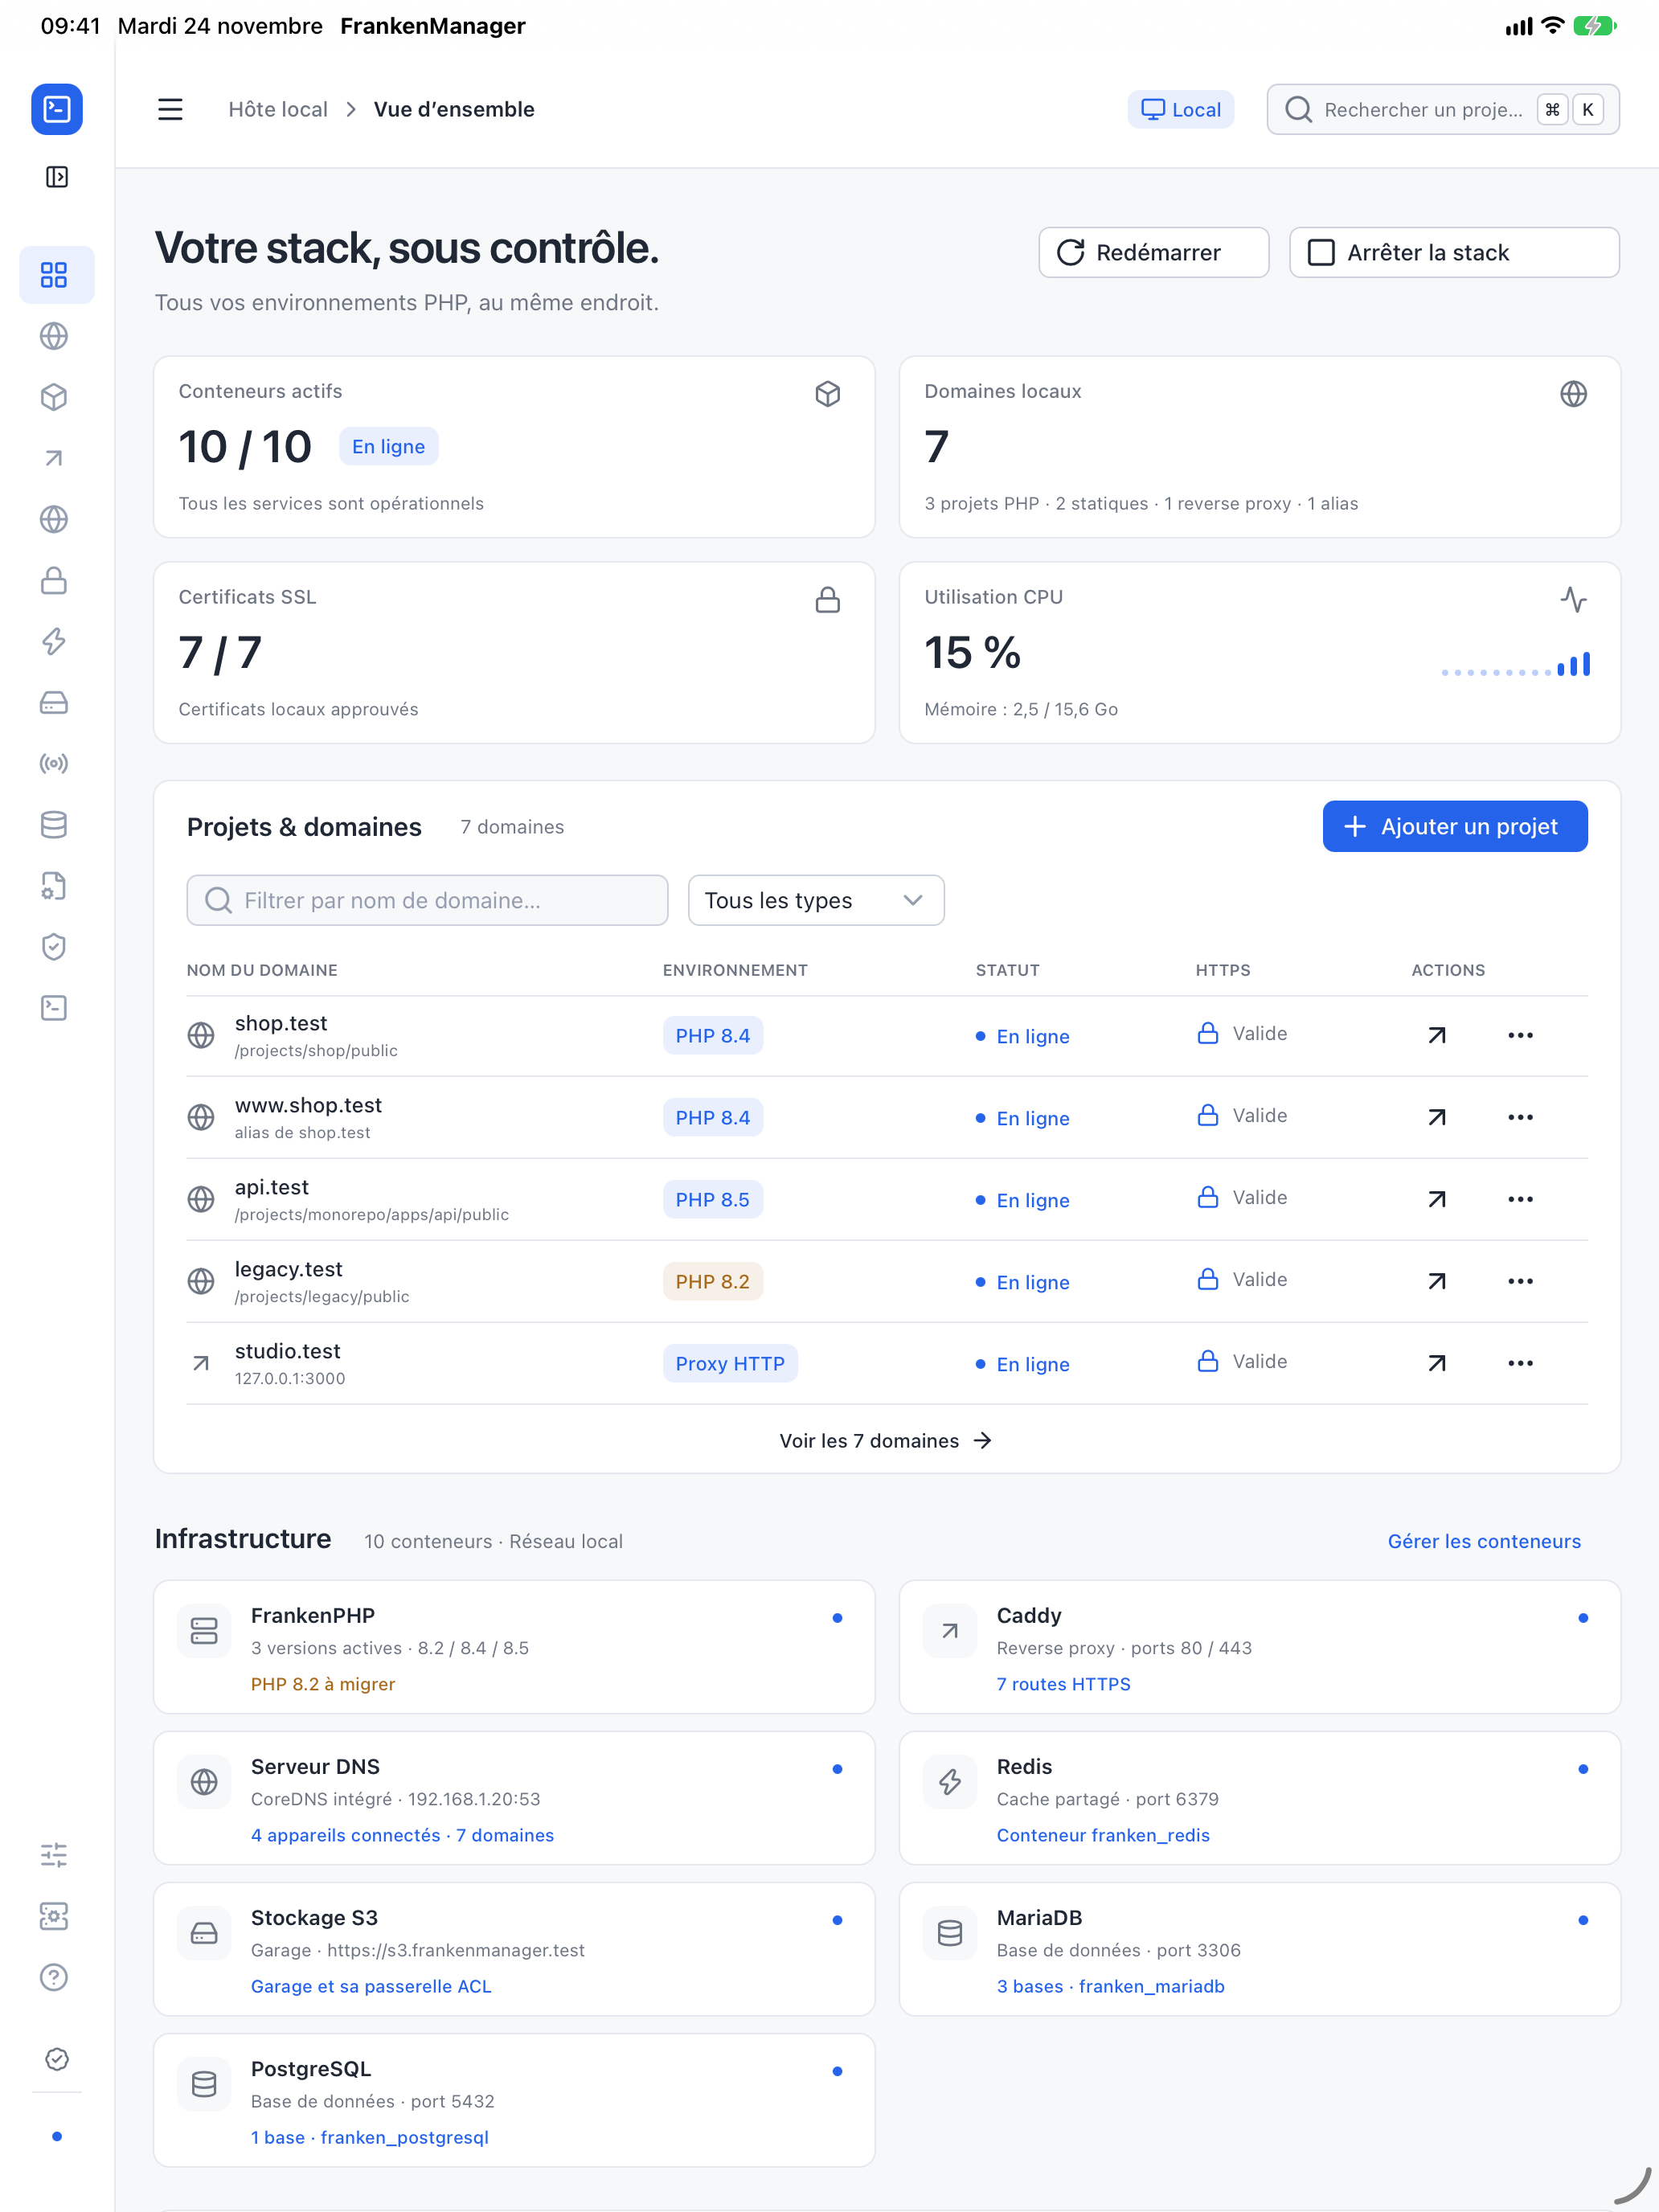 09:41 Mardi 24 novembre FrankenManager
Hôte local Vue d’ensemble
Local
Rechercher un proje... ⌘ K
Votre stack, sous contrôle.
Tous vos environnements PHP, au même endroit.
Redémarrer
Arrêter la stack
Conteneurs actifs
10 / 10 En ligne
Tous les services sont opérationnels
Domaines locaux
7
3 projets PHP · 2 statiques · 1 reverse proxy · 1 alias
Certificats SSL
7 / 7
Certificats locaux approuvés
Utilisation CPU
15 %
Mémoire : 2,5 / 15,6 Go
Projets & domaines 7 domaines
Ajouter un projet
Filtrer par nom de domaine...
Tous les types
NOM DU DOMAINE ENVIRONNEMENT STATUT HTTPS ACTIONS
shop.test
/projects/shop/public
PHP 8.4 En ligne Valide
www.shop.test
alias de shop.test
PHP 8.4 En ligne Valide
api.test
/projects/monorepo/apps/api/public
PHP 8.5 En ligne Valide
legacy.test
/projects/legacy/public
PHP 8.2 En ligne Valide
studio.test
127.0.0.1:3000
Proxy HTTP En ligne Valide
Voir les 7 domaines
Infrastructure 10 conteneurs · Réseau local
Gérer les conteneurs
FrankenPHP
3 versions actives · 8.2 / 8.4 / 8.5
PHP 8.2 à migrer
Caddy
Reverse proxy · ports 80 / 443
7 routes HTTPS
Serveur DNS
CoreDNS intégré · 192.168.1.20:53
4 appareils connectés · 7 domaines
Redis
Cache partagé · port 6379
Conteneur franken_redis
Stockage S3
Garage · https://s3.frankenmanager.test
Garage et sa passerelle ACL
MariaDB
Base de données · port 3306
3 bases · franken_mariadb
PostgreSQL
Base de données · port 5432
1 base · franken_postgresql